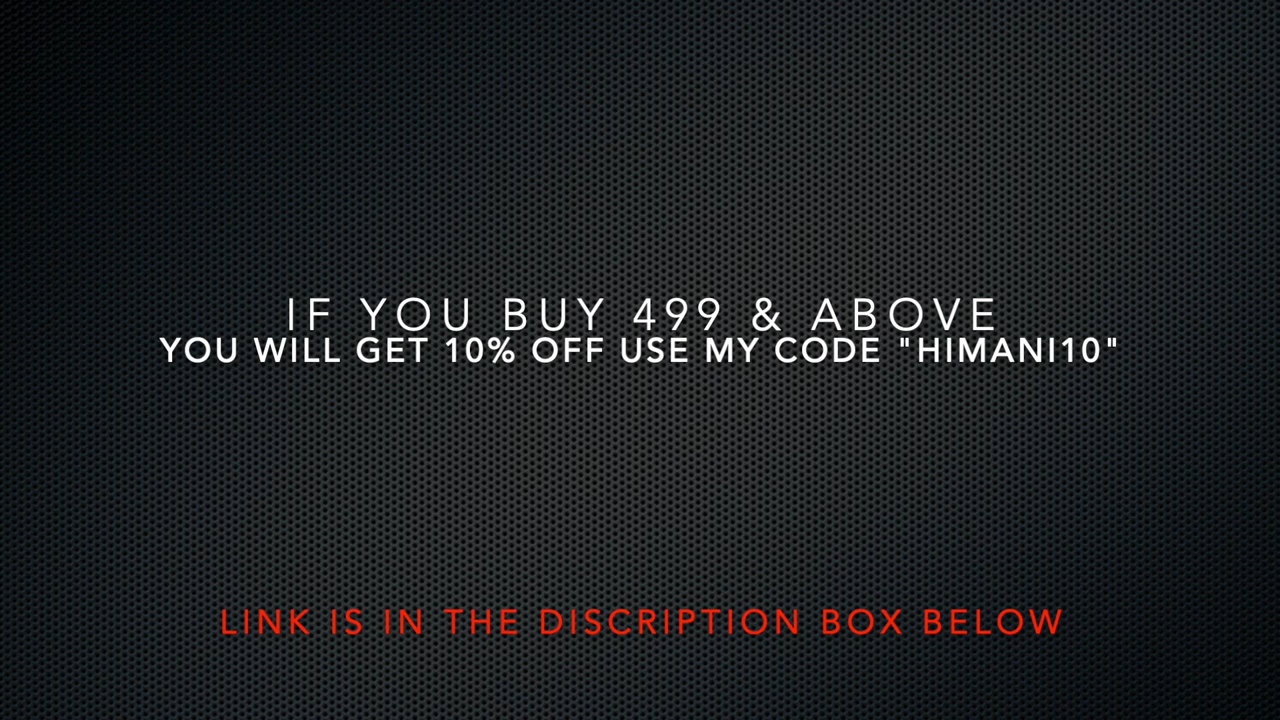 IF YOU BUY 499 & ABOVE
YOU WILL GET 10% OFF USE MY CODE "HIMANI10"
LINK IS IN THE DISCRIPTION BOX BELOW